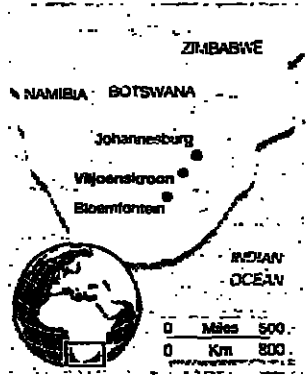 ZIMBABWE
NAMIBIA BOTSWANA
Johannesburg
Viljoenskroon
Bloemfontein
INDIAN
OCEAN
0 Miles 500
0 Km 800